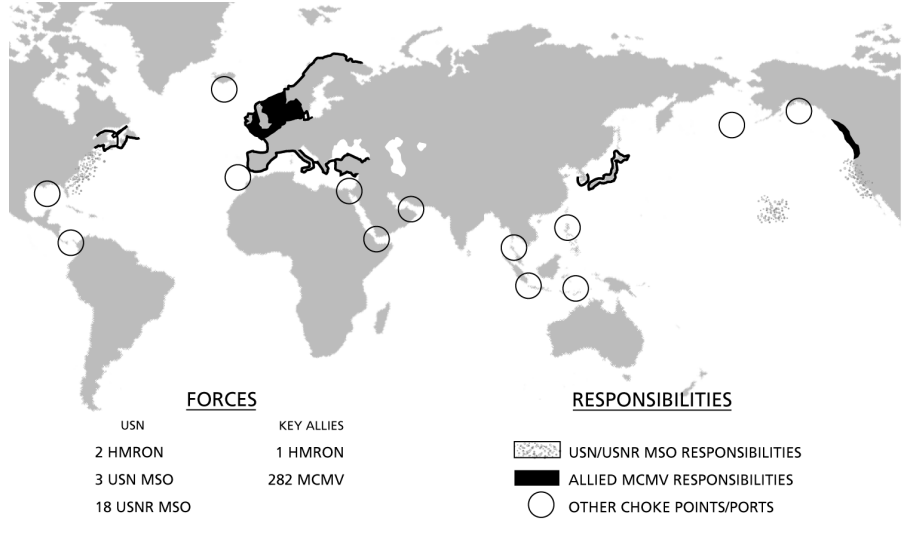 FORCES
USN
KEY ALLIES
2 HMRON
1 HMRON
3 USN MSO
282 MCMV
18 USNR MSO
RESPONSIBILITIES
USN/USNR MSO RESPONSIBILITIES
ALLIED MCMV RESPONSIBILITIES
OTHER CHOKE POINTS/PORTS